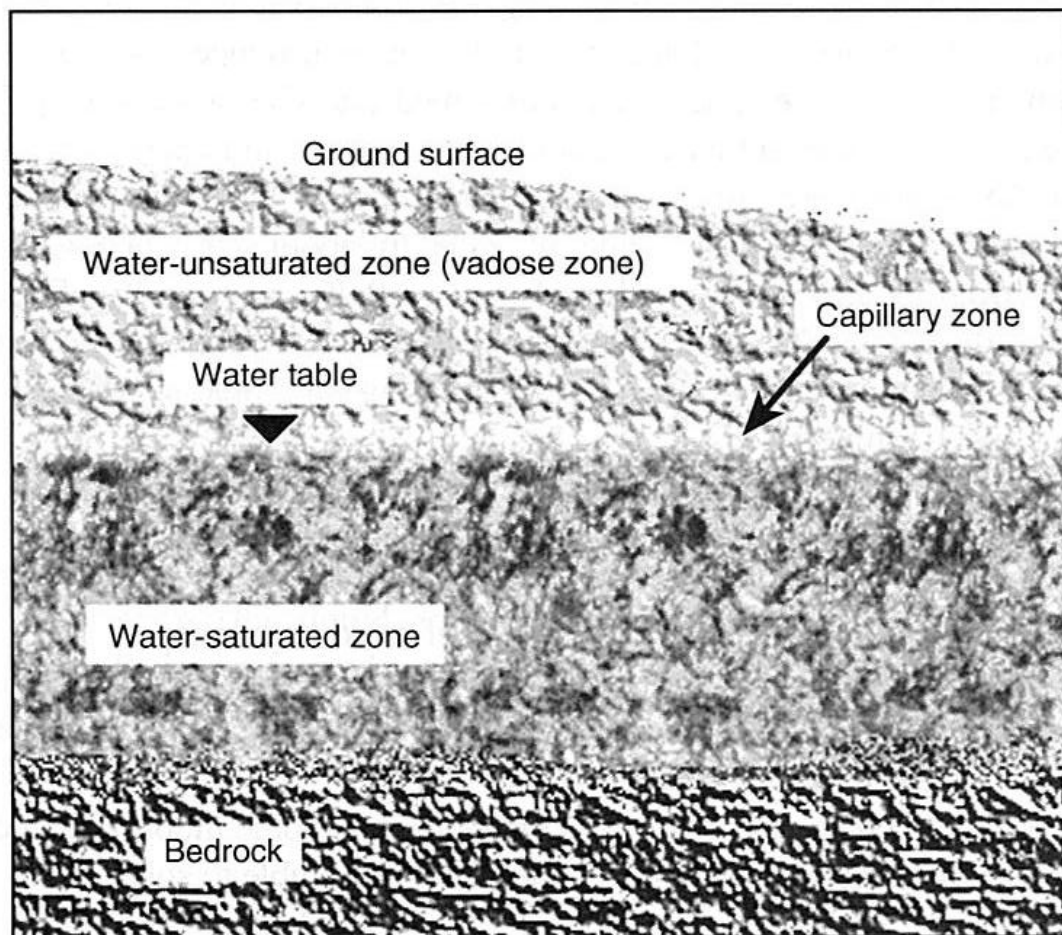 Ground surface
Water-unsaturated zone (vadose zone)
Capillary zone
Water table
Water-saturated zone
Bedrock